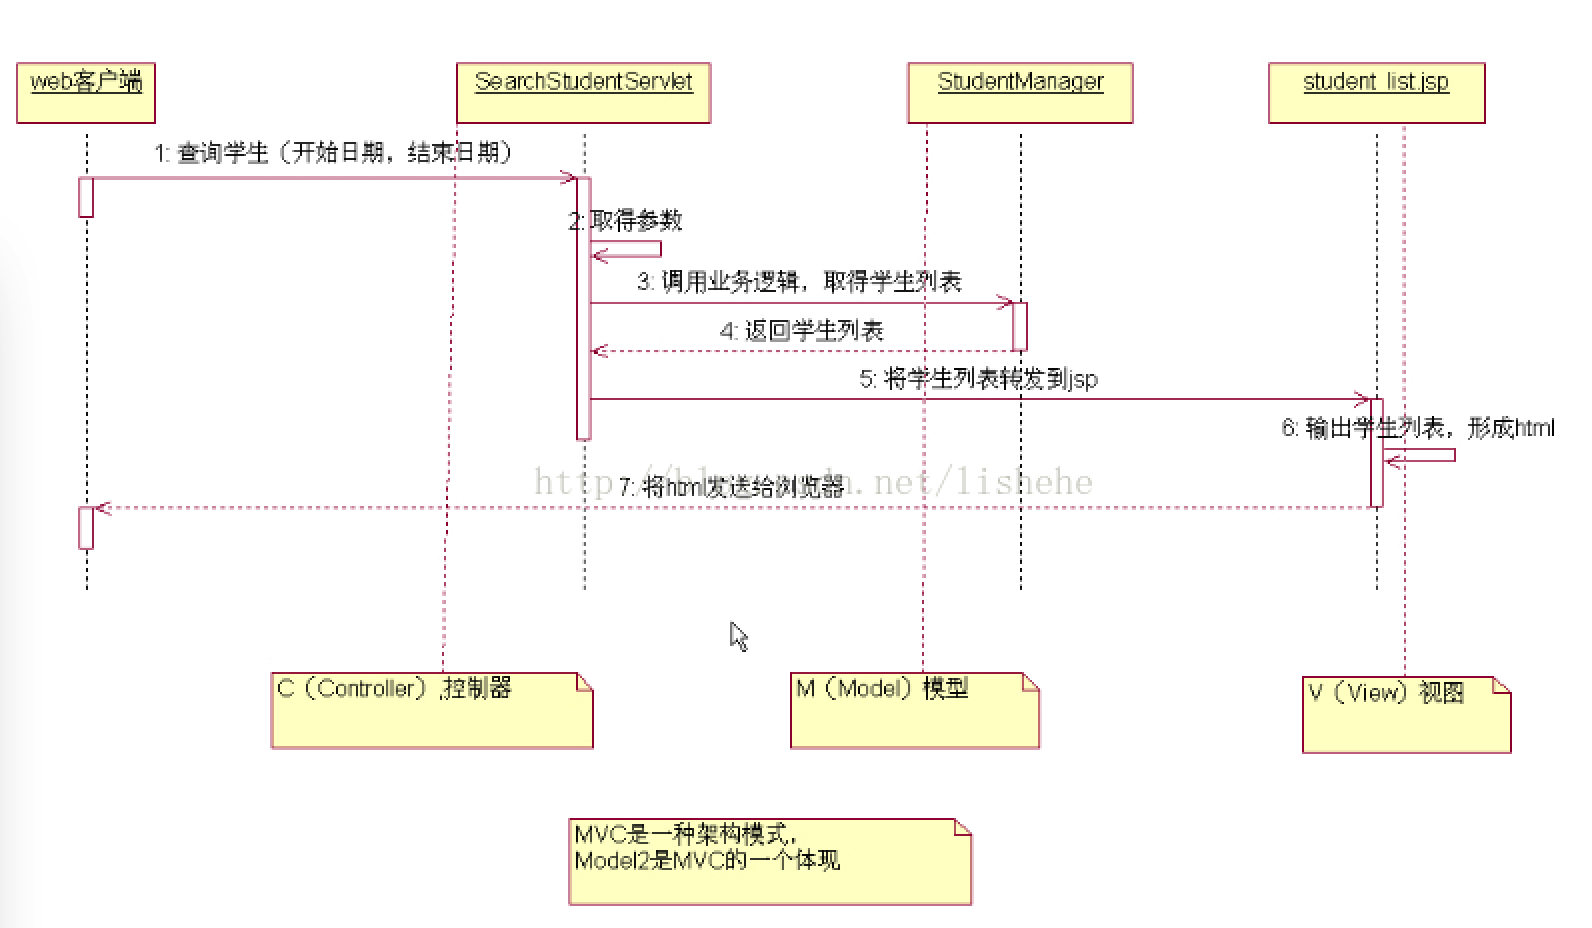 web客户端
SearchStudentServlet
StudentManager
student_list.jsp
1: 查询学生（开始日期，结束日期）
2: 取得参数
3: 调用业务逻辑，取得学生列表
4: 返回学生列表
5: 将学生列表转发到jsp
6: 输出学生列表，形成html
http://blog.csdn.net/lishehe
7: 将html发送给浏览器
C（Controller）,控制器
M（Model）模型
V（View）视图
MVC是一种架构模式，
Model2是MVC的一个体现